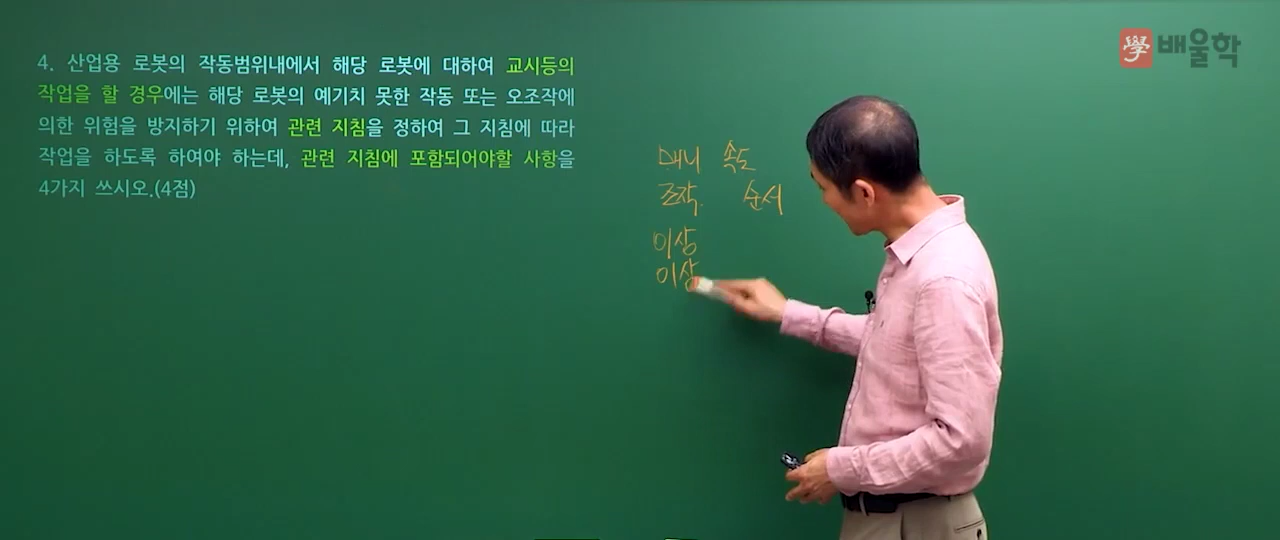 學 배울학
4. 산업용 로봇의 작동범위내에서 해당 로봇에 대하여 교시등의
작업을 할 경우에는 해당 로봇의 예기치 못한 작동 또는 오조작에
의한 위험을 방지하기 위하여 관련 지침을 정하여 그 지침에 따라
작업을 하도록 하여야 하는데, 관련 지침에 포함되어야할 사항을
4가지 쓰시오.(4점)
매니 속도
조작. 순서
이상
이상